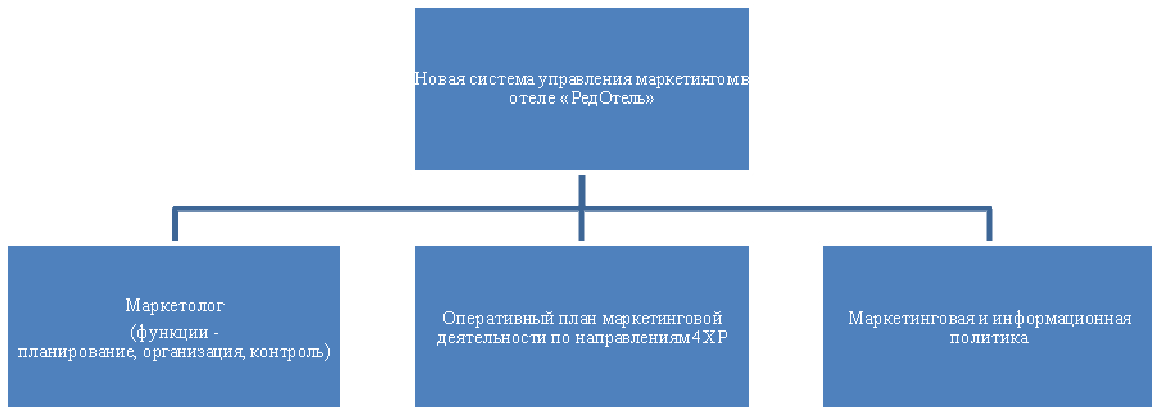 Новая система управления маркетингом в
отеле «РедОтель»
Маркетолог
(функции -
планирование, организация, контроль)
Оперативный план маркетинговой
деятельности по направлениям 4ХР
Маркетинговая и информационная
политика